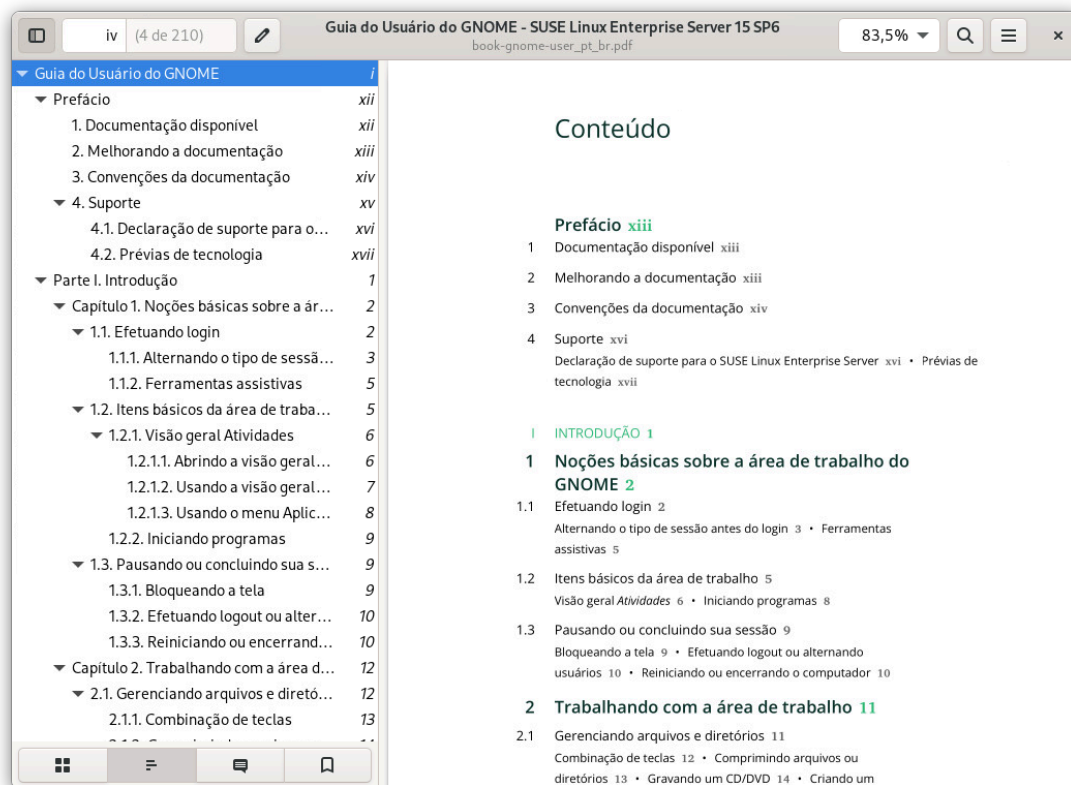 iv (4 de 210)
Guia do Usuário do GNOME - SUSE Linux Enterprise Server 15 SP6
book-gnome-user_pt_br.pdf
83,5%
Guia do Usuário do GNOME i
Prefácio xii
1. Documentação disponível xii
2. Melhorando a documentação xiii
3. Convenções da documentação xiv
4. Suporte xv
4.1. Declaração de suporte para o... xvi
4.2. Prévias de tecnologia xvii
Parte I. Introdução 1
Capítulo 1. Noções básicas sobre a ár... 2
1.1. Efetuando login 2
1.1.1. Alternando o tipo de sessã... 3
1.1.2. Ferramentas assistivas 5
1.2. Itens básicos da área de traba... 5
1.2.1. Visão geral Atividades 6
1.2.1.1. Abrindo a visão geral... 6
1.2.1.2. Usando a visão geral... 7
1.2.1.3. Usando o menu Aplic... 8
1.2.2. Iniciando programas 9
1.3. Pausando ou concluindo sua s... 9
1.3.1. Bloqueando a tela 9
1.3.2. Efetuando logout ou alter... 10
1.3.3. Reiniciando ou encerrand... 10
Capítulo 2. Trabalhando com a área d... 12
2.1. Gerenciando arquivos e diretó... 12
2.1.1. Combinação de teclas 13
Conteúdo
Prefácio xiii
1 Documentação disponível xiii
2 Melhorando a documentação xiii
3 Convenções da documentação xiv
4 Suporte xvi
Declaração de suporte para o SUSE Linux Enterprise Server xvi • Prévias de
tecnologia xvii
I INTRODUÇÃO 1
1 Noções básicas sobre a área de trabalho do
GNOME 2
1.1 Efetuando login 2
Alternando o tipo de sessão antes do login 3 • Ferramentas
assistivas 5
1.2 Itens básicos da área de trabalho 5
Visão geral Atividades 6 • Iniciando programas 8
1.3 Pausando ou concluindo sua sessão 9
Bloqueando a tela 9 • Efetuando logout ou alternando
usuários 10 • Reiniciando ou encerrando o computador 10
2 Trabalhando com a área de trabalho 11
2.1 Gerenciando arquivos e diretórios 11
Combinação de teclas 12 • Comprimindo arquivos ou
diretórios 13 • Gravando um CD/DVD 14 • Criando um